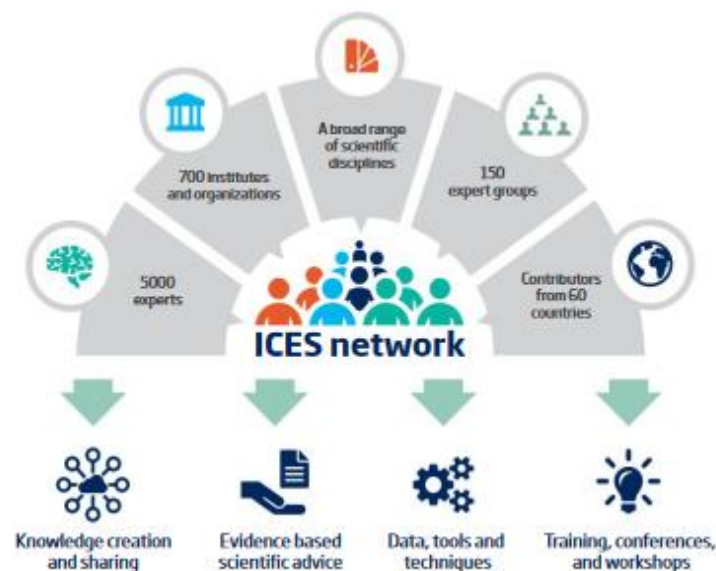 A broad range
of scientific
disciplines
700 institutes
and organizations
150
expert groups
5000
experts
Contributors
from 60
countries
ICES network
Knowledge creation
and sharing
Evidence based
scientific advice
Data, tools and
techniques
Training, conferences,
and workshops